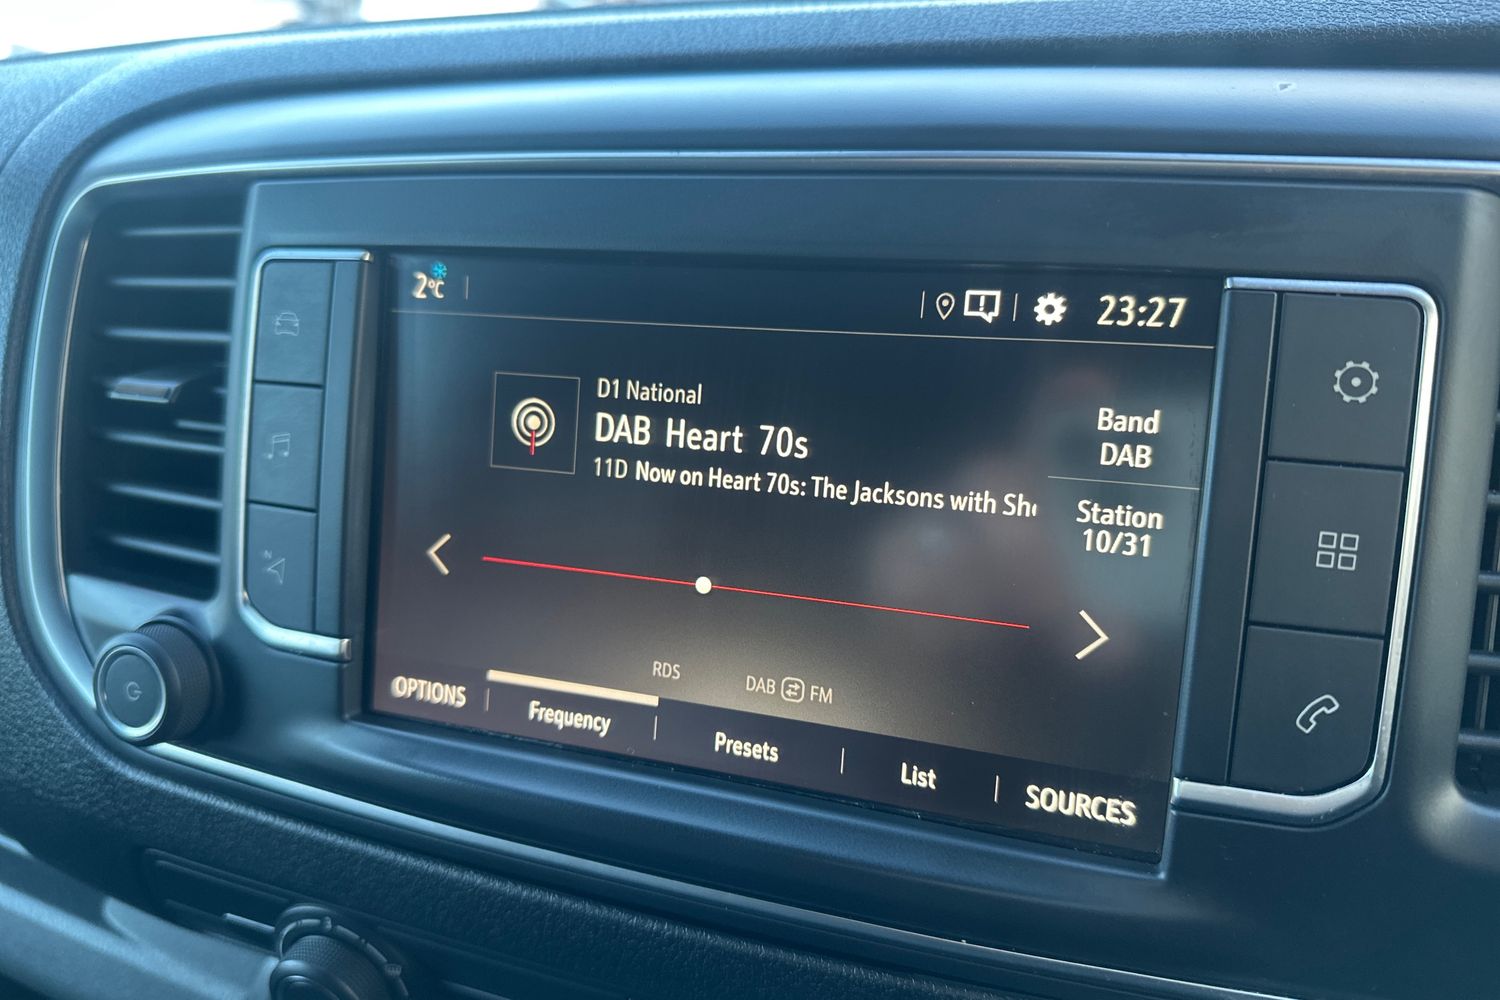 2°C
23:27
D1 National
DAB Heart 70s
11D Now on Heart 70s: The Jacksons with Sh
Band
DAB
Station
10/31
RDS
DAB FM
OPTIONS
Frequency
Presets
List
SOURCES
N